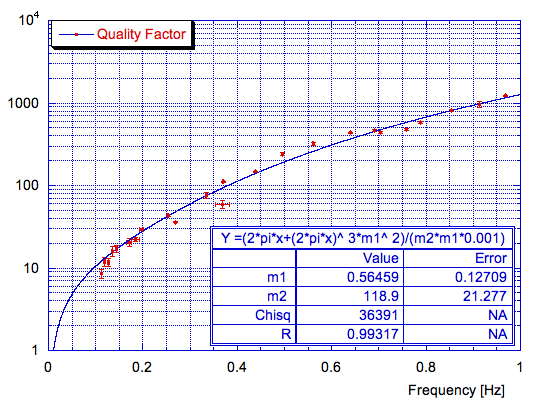 10^4
Quality Factor
1000
100
10
1
Y =(2*pi*x+(2*pi*x)^ 3*m1^ 2)/(m2*m1*0.001)
Value Error
m1 0.56459 0.12709
m2 118.9 21.277
Chisq 36391 NA
R 0.99317 NA
0 0.2 0.4 0.6 0.8 1
Frequency [Hz]